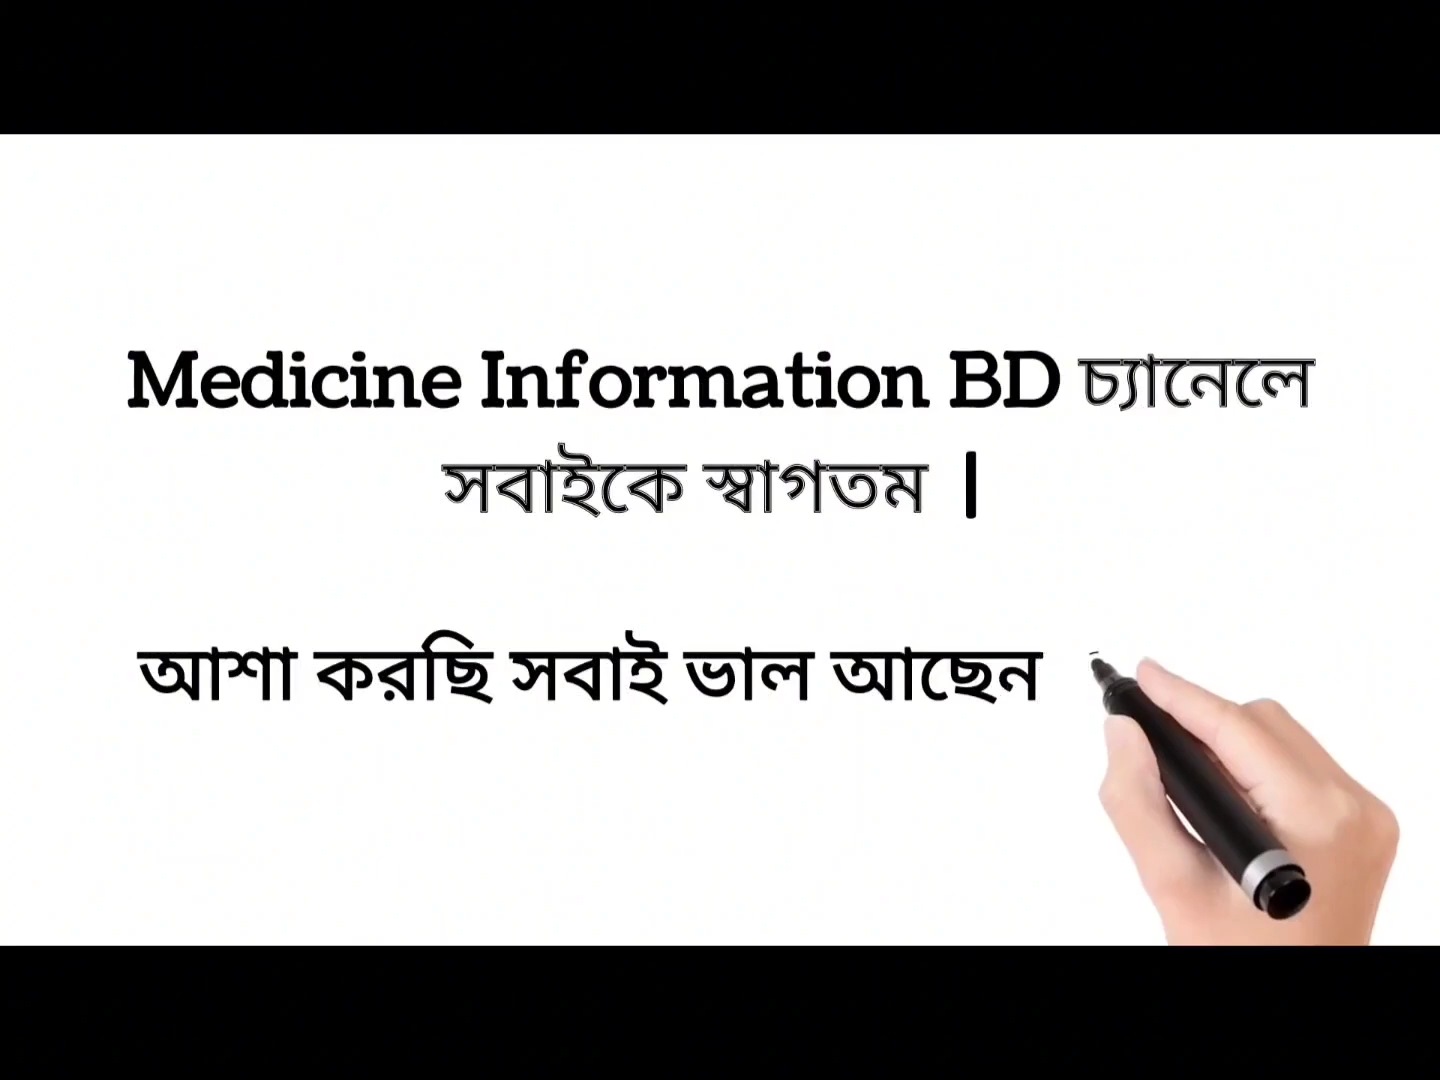 Medicine Information BD চ্যানেলে
সবাইকে স্বাগতম |
আশা করছি সবাই ভাল আছেন